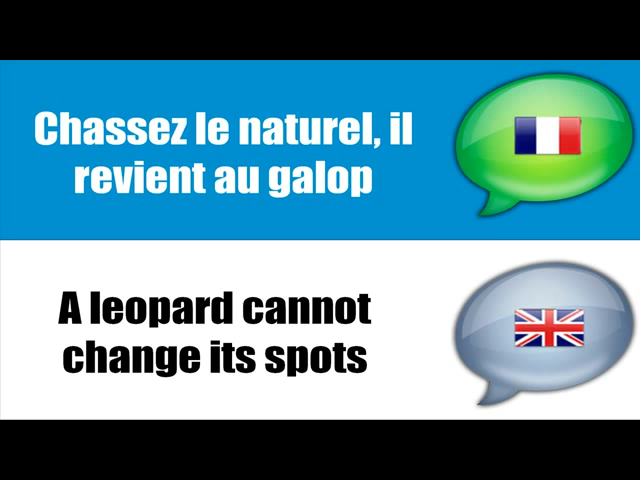 Chassez le naturel, il
revient au galop
A leopard cannot
change its spots